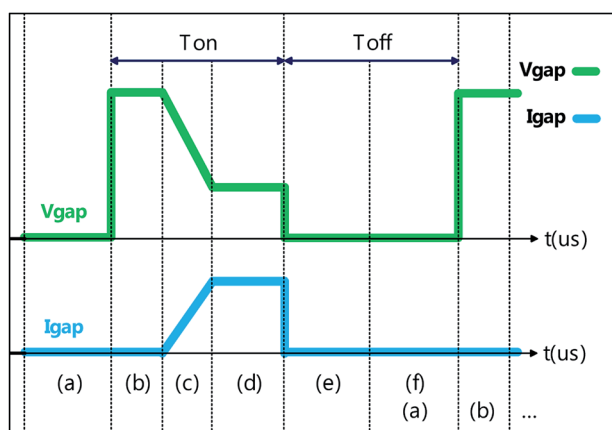 Ton
Toff
Vgap
Igap
Vgap
t(us)
Igap
t(us)
(a)
(b)
(c)
(d)
(e)
(f)
(b)
...
(a)